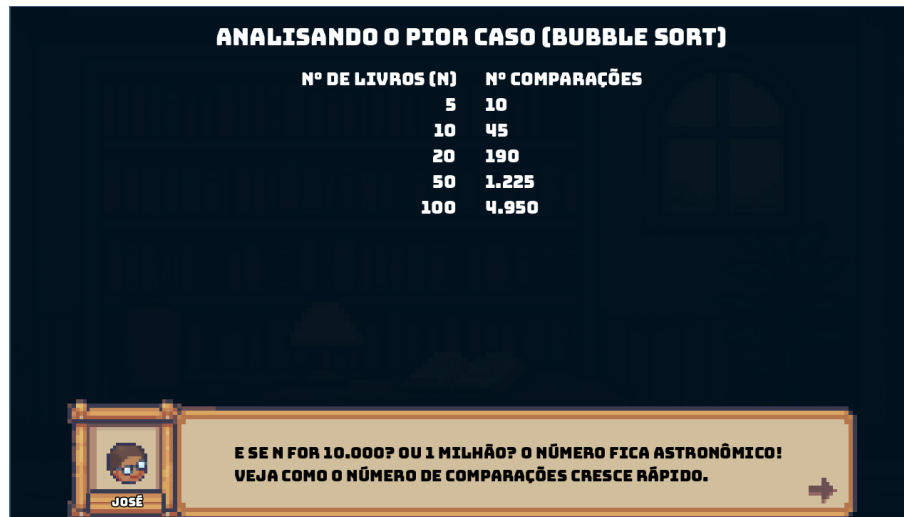 ANALISANDO O PIOR CASO (BUBBLE SORT)
Nº DE LIVROS (N) Nº COMPARAÇÕES
5 10
10 45
20 190
50 1.225
100 4.950
E SE N FOR 10.000? OU 1 MILHÃO? O NÚMERO FICA ASTRONÔMICO!
VEJA COMO O NÚMERO DE COMPARAÇÕES CRESCE RÁPIDO.
JOSÉ